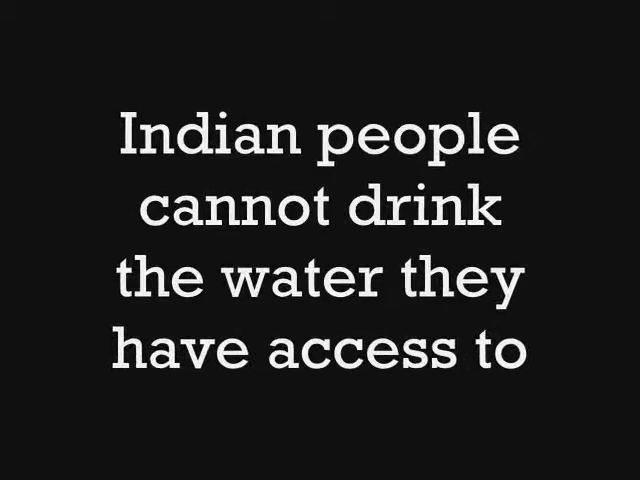 Indian people
cannot drink
the water they
have access to